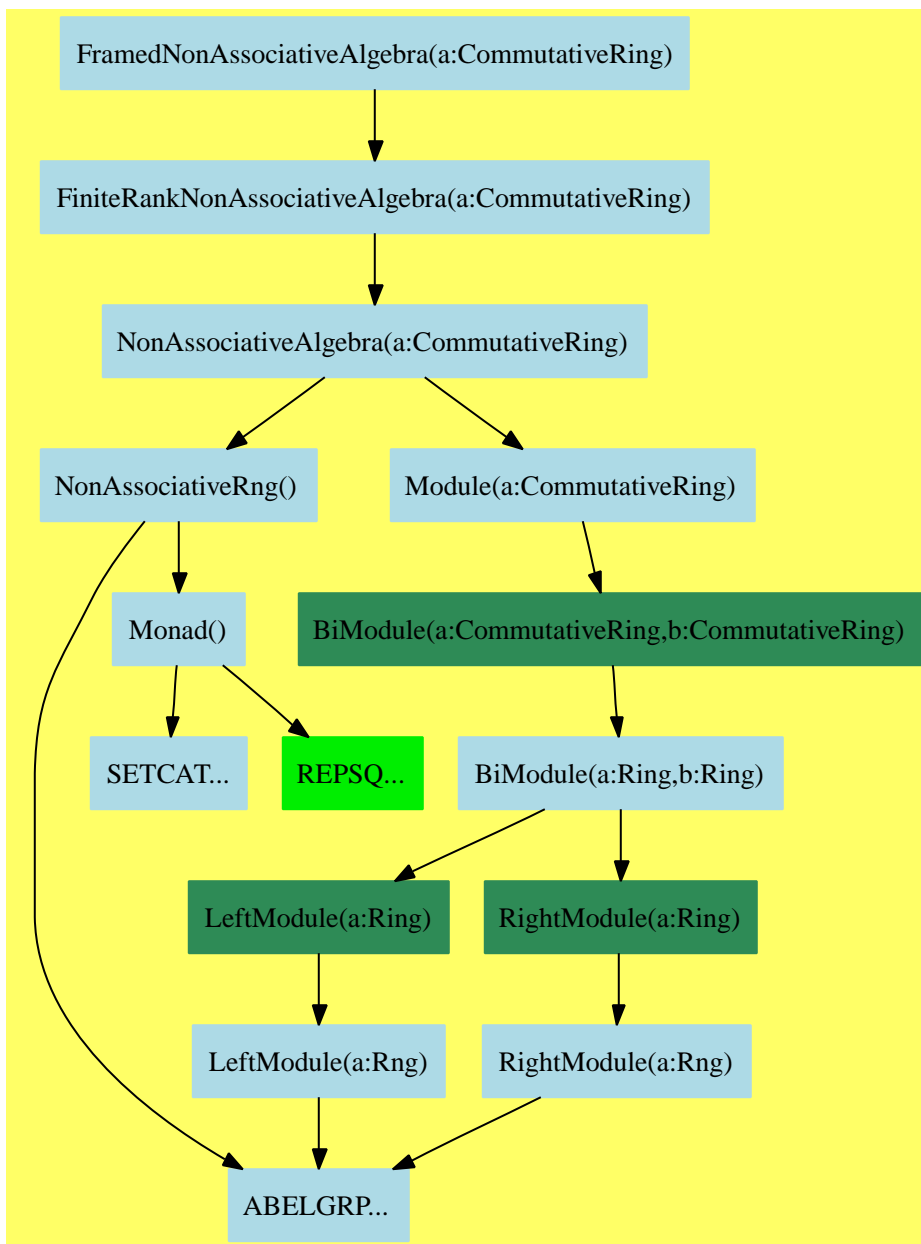 FramedNonAssociativeAlgebra(a:CommutativeRing)
FiniteRankNonAssociativeAlgebra(a:CommutativeRing)
NonAssociativeAlgebra(a:CommutativeRing)
NonAssociativeRng()
Module(a:CommutativeRing)
Monad()
BiModule(a:CommutativeRing,b:CommutativeRing)
SETCAT...
REPSQ...
BiModule(a:Ring,b:Ring)
LeftModule(a:Ring)
RightModule(a:Ring)
LeftModule(a:Rng)
RightModule(a:Rng)
ABELGRP...